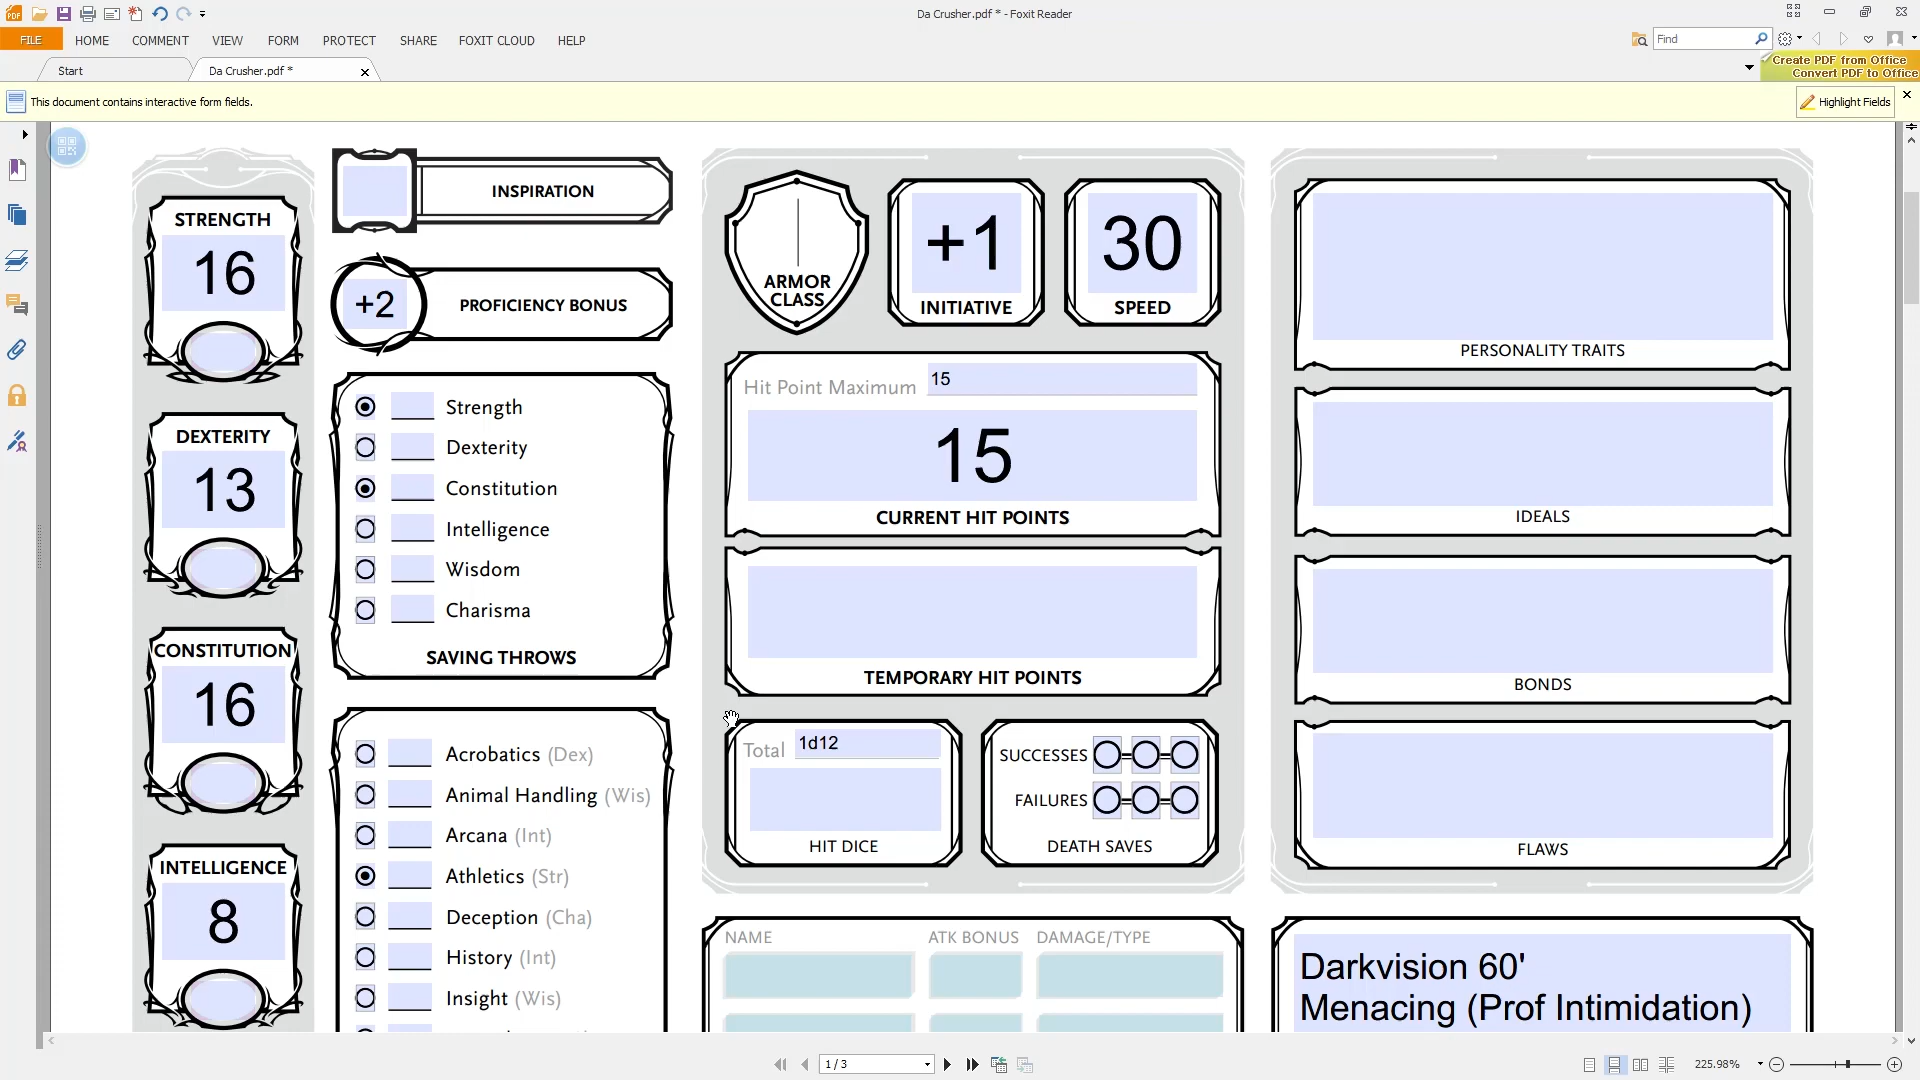 Da Crusher.pdf * - Foxit Reader
FILE
HOME
COMMENT
VIEW
FORM
PROTECT
SHARE
FOXIT CLOUD
HELP
Find
Start
Da Crusher.pdf *
Create PDF from Office
Convert PDF to Office
This document contains interactive form fields.
Highlight Fields
STRENGTH
16
DEXTERITY
13
CONSTITUTION
16
INTELLIGENCE
8
INSPIRATION
+2
PROFICIENCY BONUS
Strength
Dexterity
Constitution
Intelligence
Wisdom
Charisma
SAVING THROWS
Acrobatics (Dex)
Animal Handling (Wis)
Arcana (Int)
Athletics (Str)
Deception (Cha)
History (Int)
Insight (Wis)
ARMOR
CLASS
+1
INITIATIVE
30
SPEED
Hit Point Maximum 15
15
CURRENT HIT POINTS
TEMPORARY HIT POINTS
Total 1d12
HIT DICE
SUCCESSES
FAILURES
DEATH SAVES
NAME
ATK BONUS
DAMAGE/TYPE
PERSONALITY TRAITS
IDEALS
BONDS
FLAWS
Darkvision 60'
Menacing (Prof Intimidation)
1 / 3
225.98%